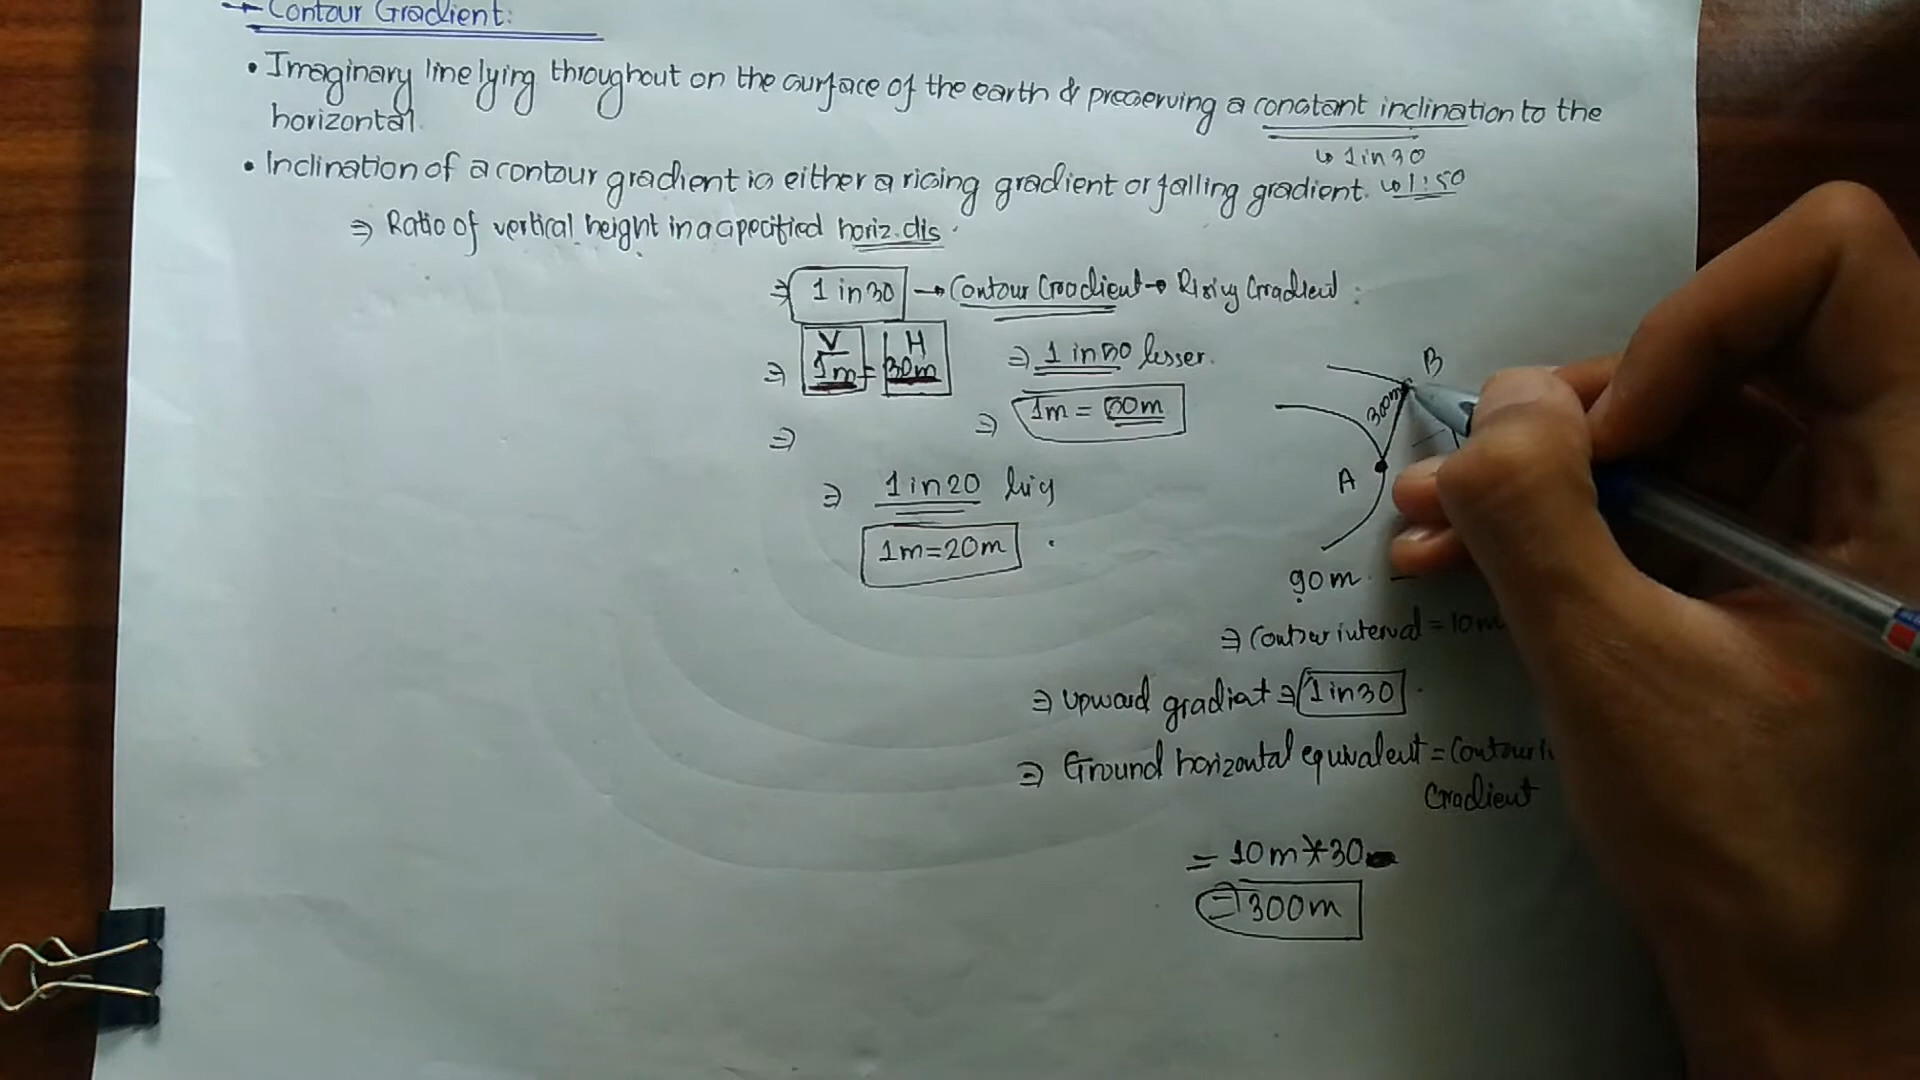 → Contour Gradient:
• Imaginary line lying throughout on the surface of the earth & preserving a constant inclination to the
horizontal.
↳ 1 in 30
• Inclination of a contour gradient is either a rising gradient or falling gradient. ↳ 1:50
⇒ Ratio of vertical height in a specified horiz. dis.
⇒ 1 in 30 → Contour Gradient → Rising Gradient:
V H
⇒ 1m = 30m
⇒ 1 in 50 lesser.
⇒ 1m = 50m
⇒
⇒ 1 in 20 big
1m=20m
B
300m
A
90m
⇒ Contour interval = 10m
⇒ Upward gradient ⇒ 1 in 30
⇒ Ground horizontal equivalent = Contour
Gradient
= 10m*30
= 300m